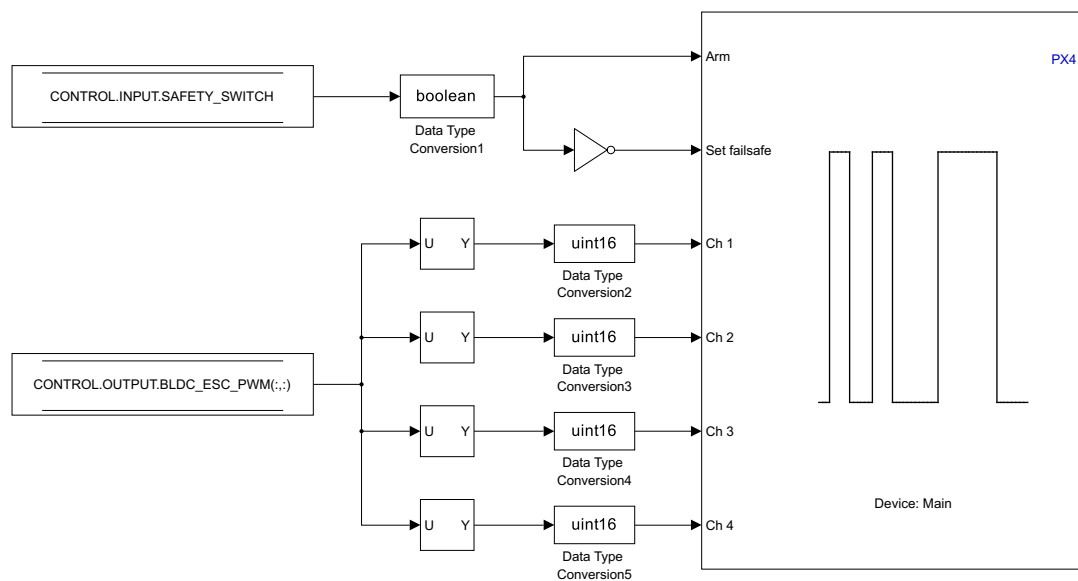 Arm
PX4
CONTROL.INPUT.SAFETY_SWITCH
boolean
Data Type
Conversion1
Set failsafe
U Y
uint16
Ch 1
Data Type
Conversion2
U Y
uint16
Ch 2
Data Type
Conversion3
CONTROL.OUTPUT.BLDC_ESC_PWM(:,:)
U Y
uint16
Ch 3
Data Type
Conversion4
Device: Main
U Y
uint16
Ch 4
Data Type
Conversion5